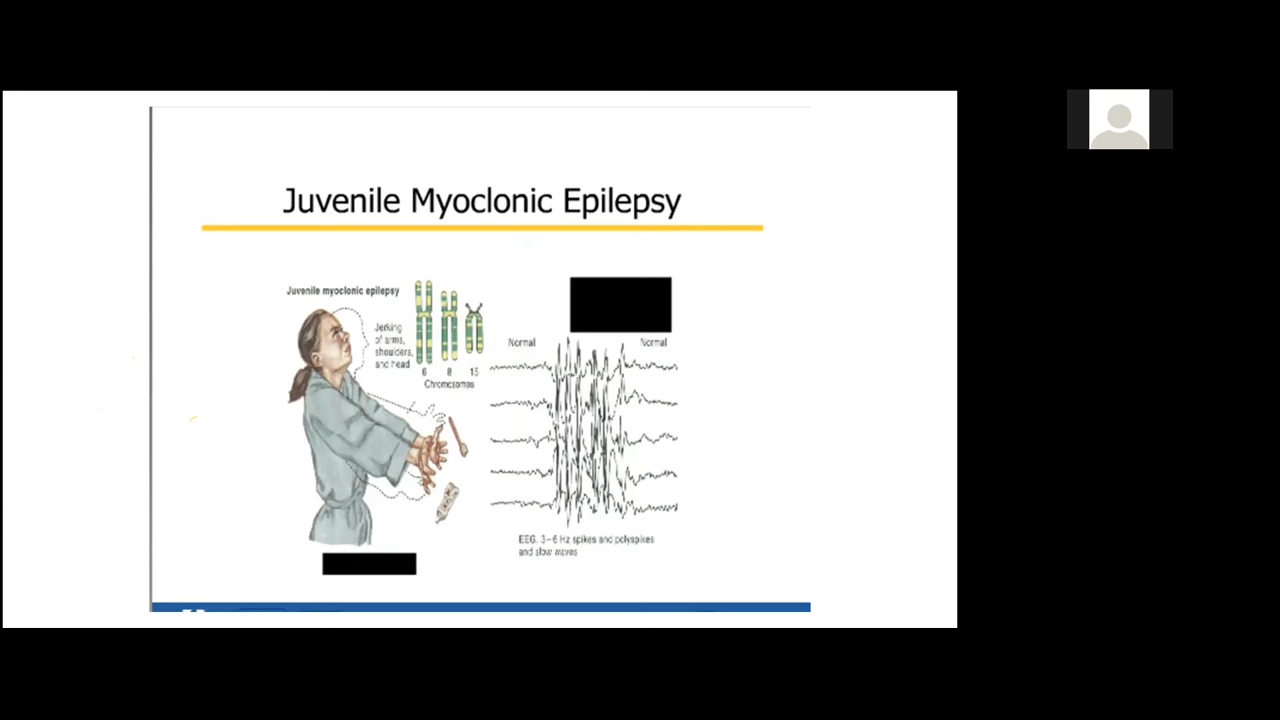 Juvenile Myoclonic Epilepsy
Juvenile myoclonic epilepsy
Jerking
of arms,
shoulders,
and head
6 8 15
Chromosomes
Normal
Normal
EEG. 3–6 Hz spikes and polyspikes
and slow waves